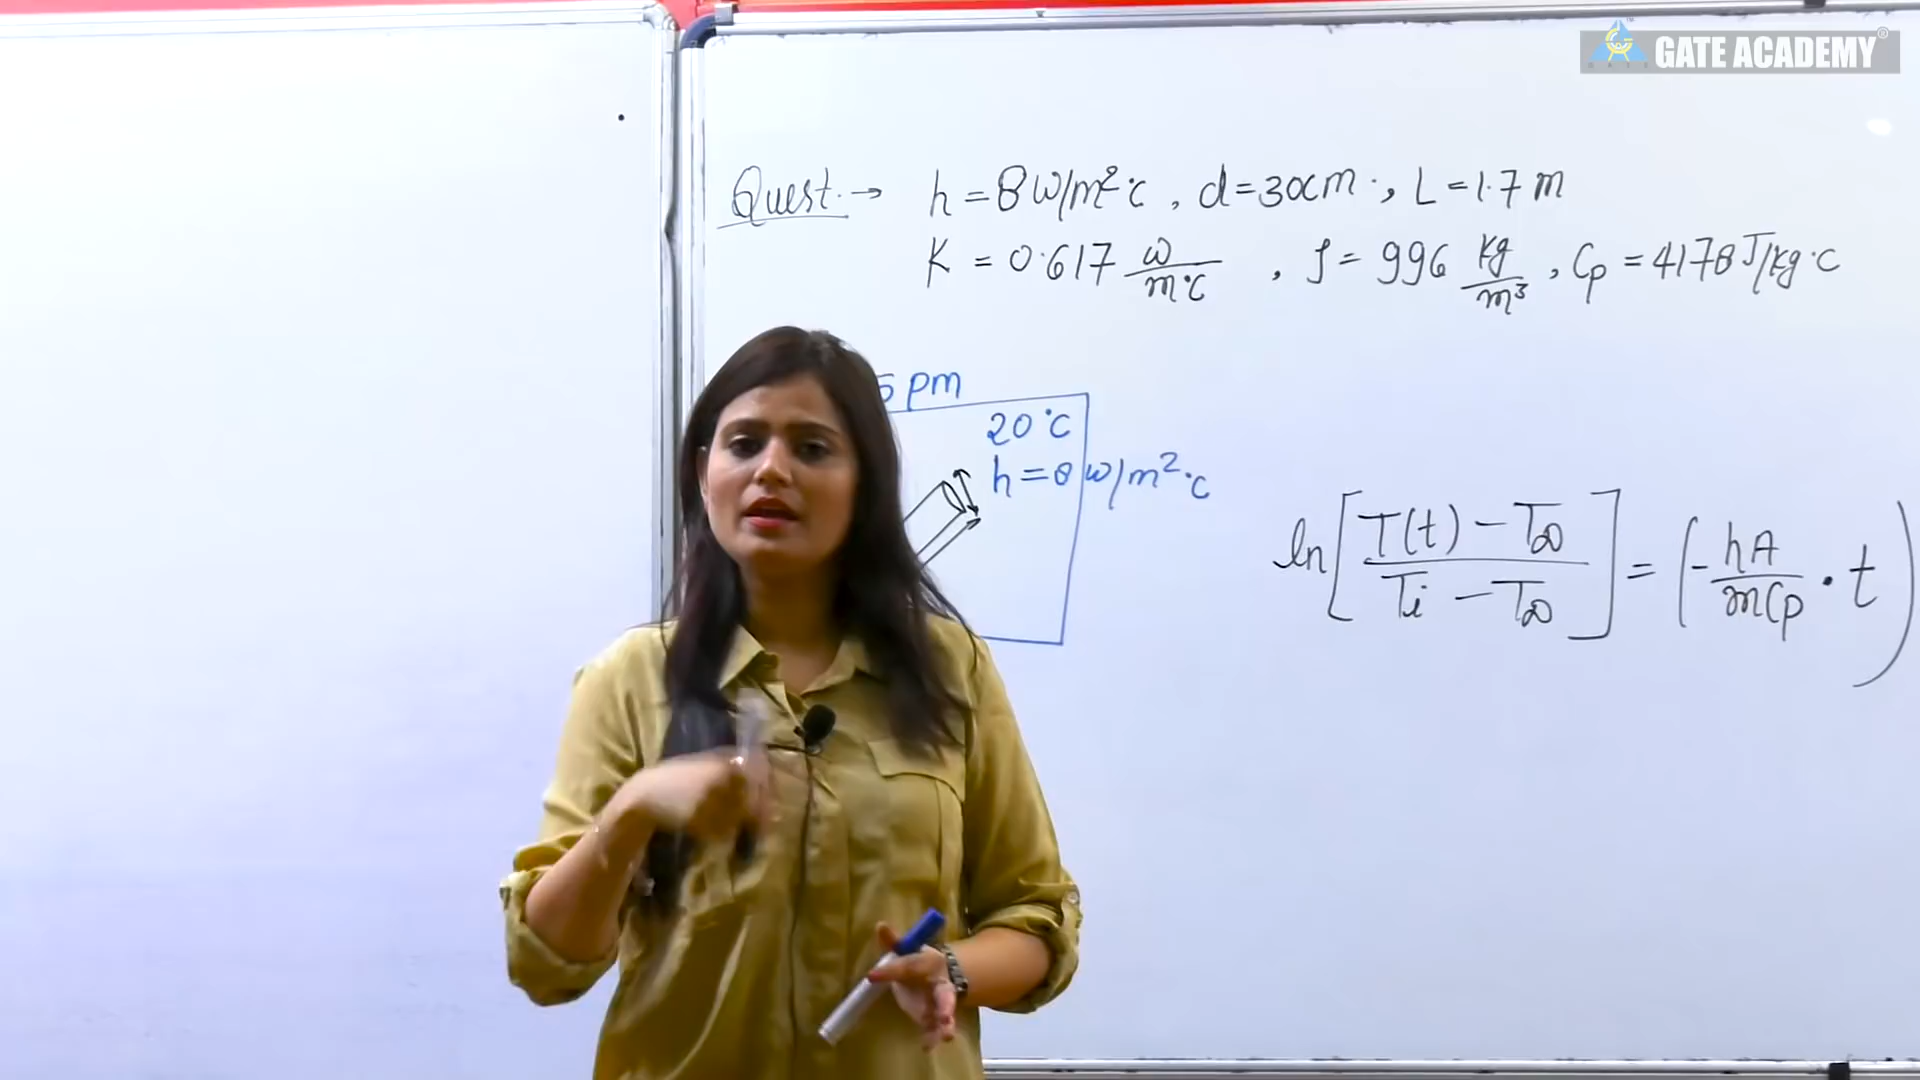 GATE ACADEMY®
Quest. → h = 8 W/m²°C, d = 30cm., L = 1.7 m
K = 0.617 W/m°C, ρ = 996 kg/m³, Cp = 4178 J/kg°C
5 pm
20°C
h = 8 W/m²°C
ln[T(t) - T∞ / Ti - T∞] = (-hA/mCp · t)